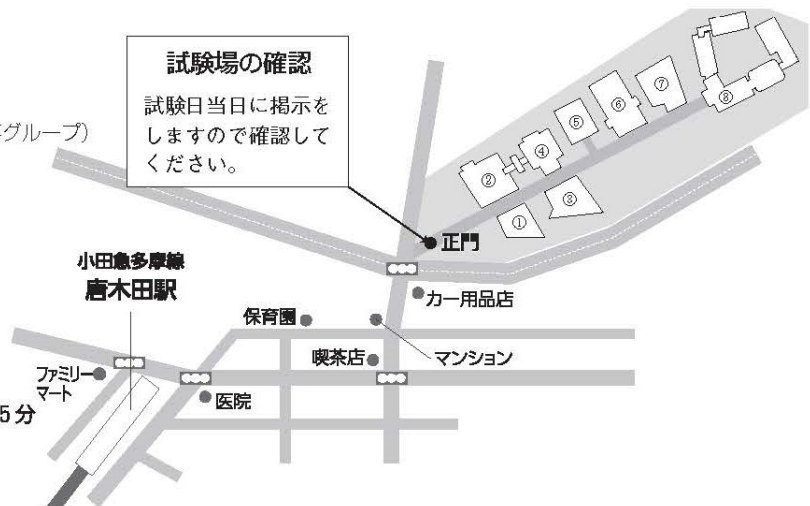 試験場の確認
試験日当日に掲示を
しますので確認して
ください。
グループ)
⑦
⑧
⑥
⑤
④
②
③
①
正門
小田急多摩線
唐木田駅
カー用品店
保育園
喫茶店
マンション
ファミリー
マート
医院
5分